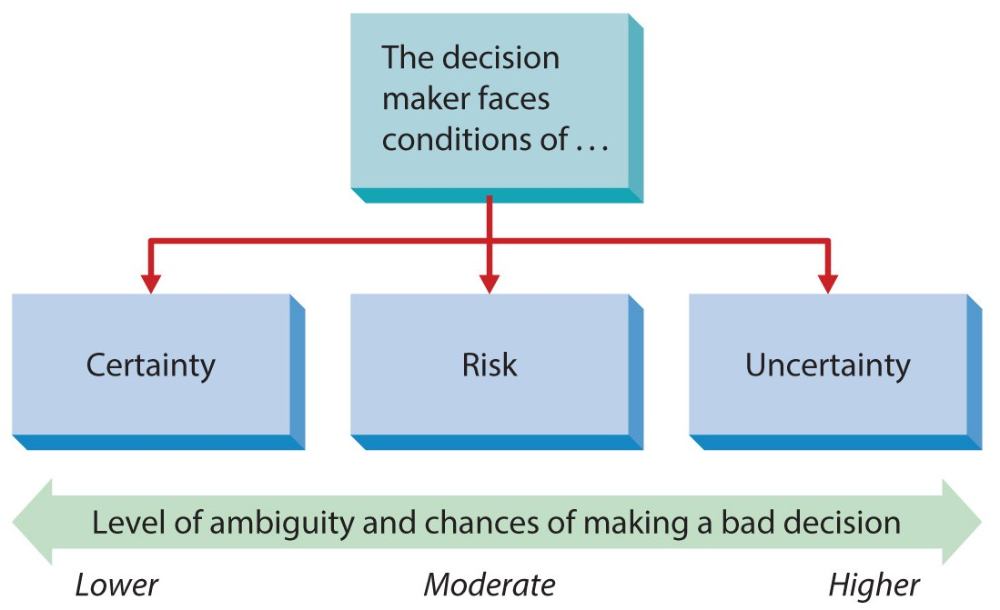 The decision
maker faces
conditions of …
Certainty
Risk
Uncertainty
Level of ambiguity and chances of making a bad decision
Lower
Moderate
Higher